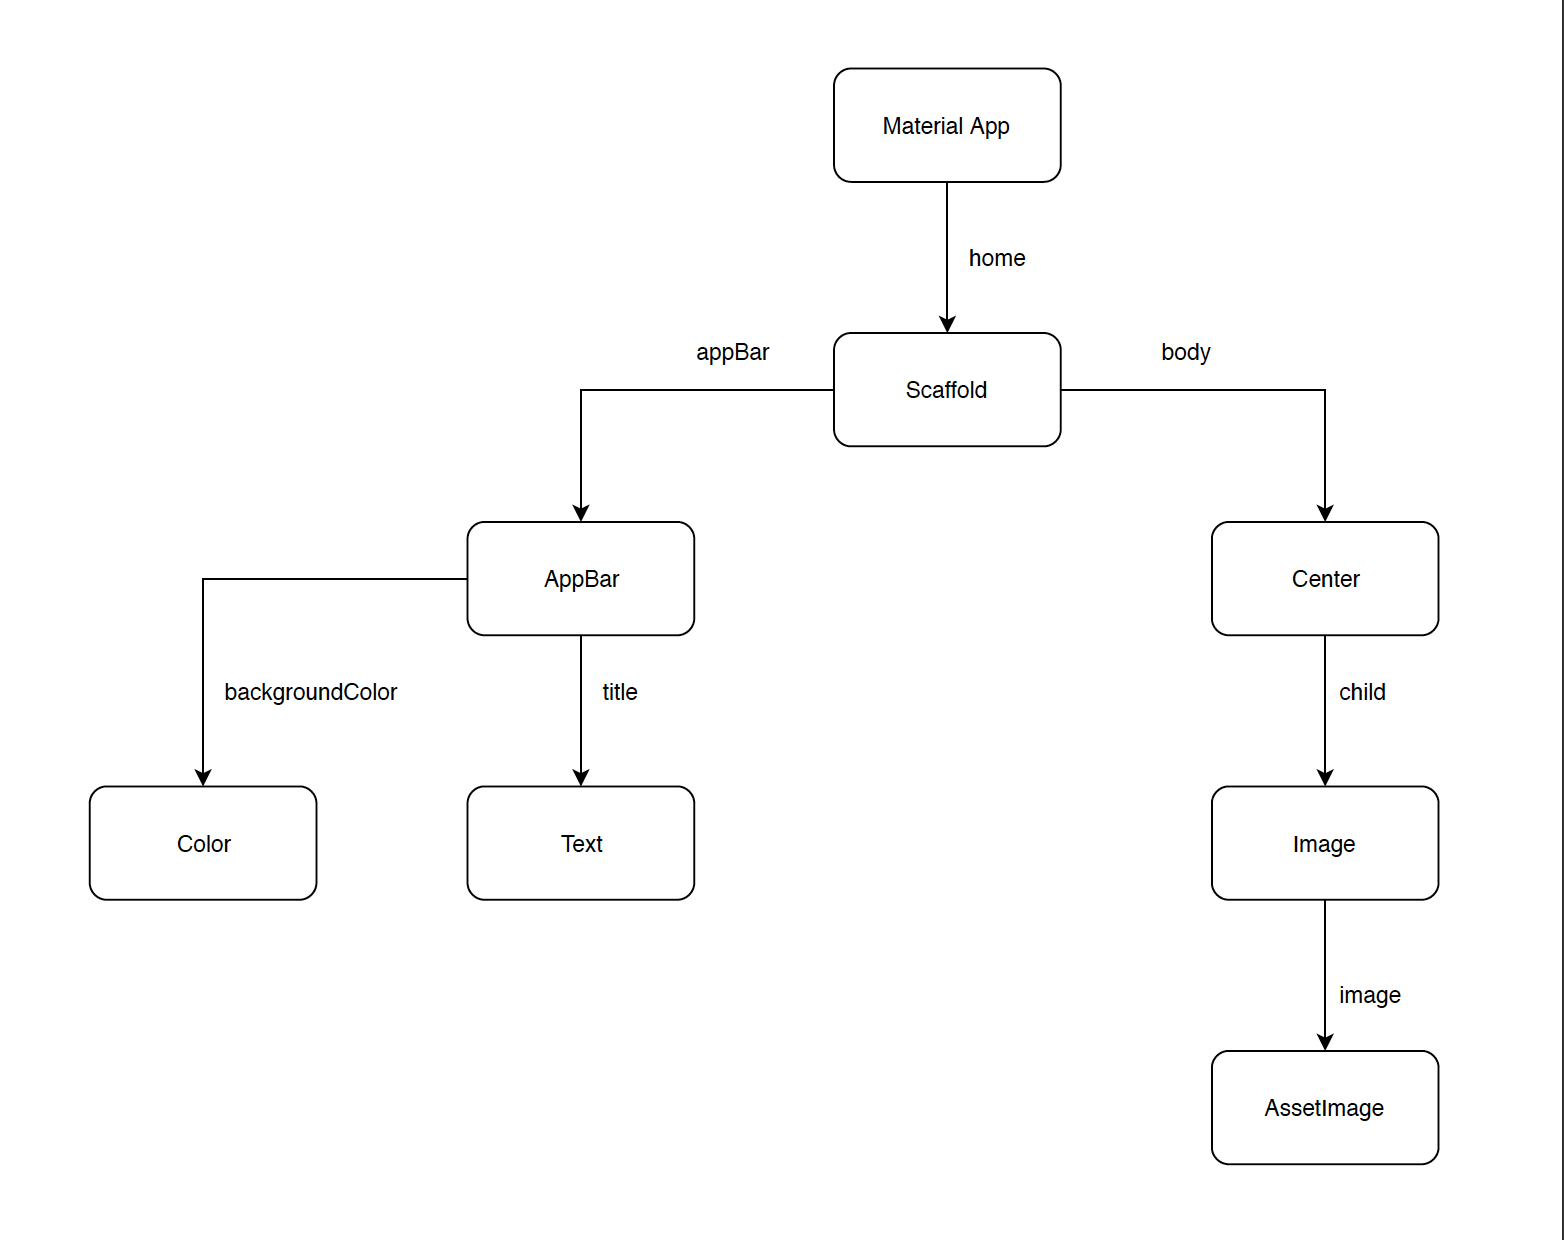 Material App
home
appBar
body
Scaffold
AppBar
Center
backgroundColor
title
child
Color
Text
Image
image
AssetImage